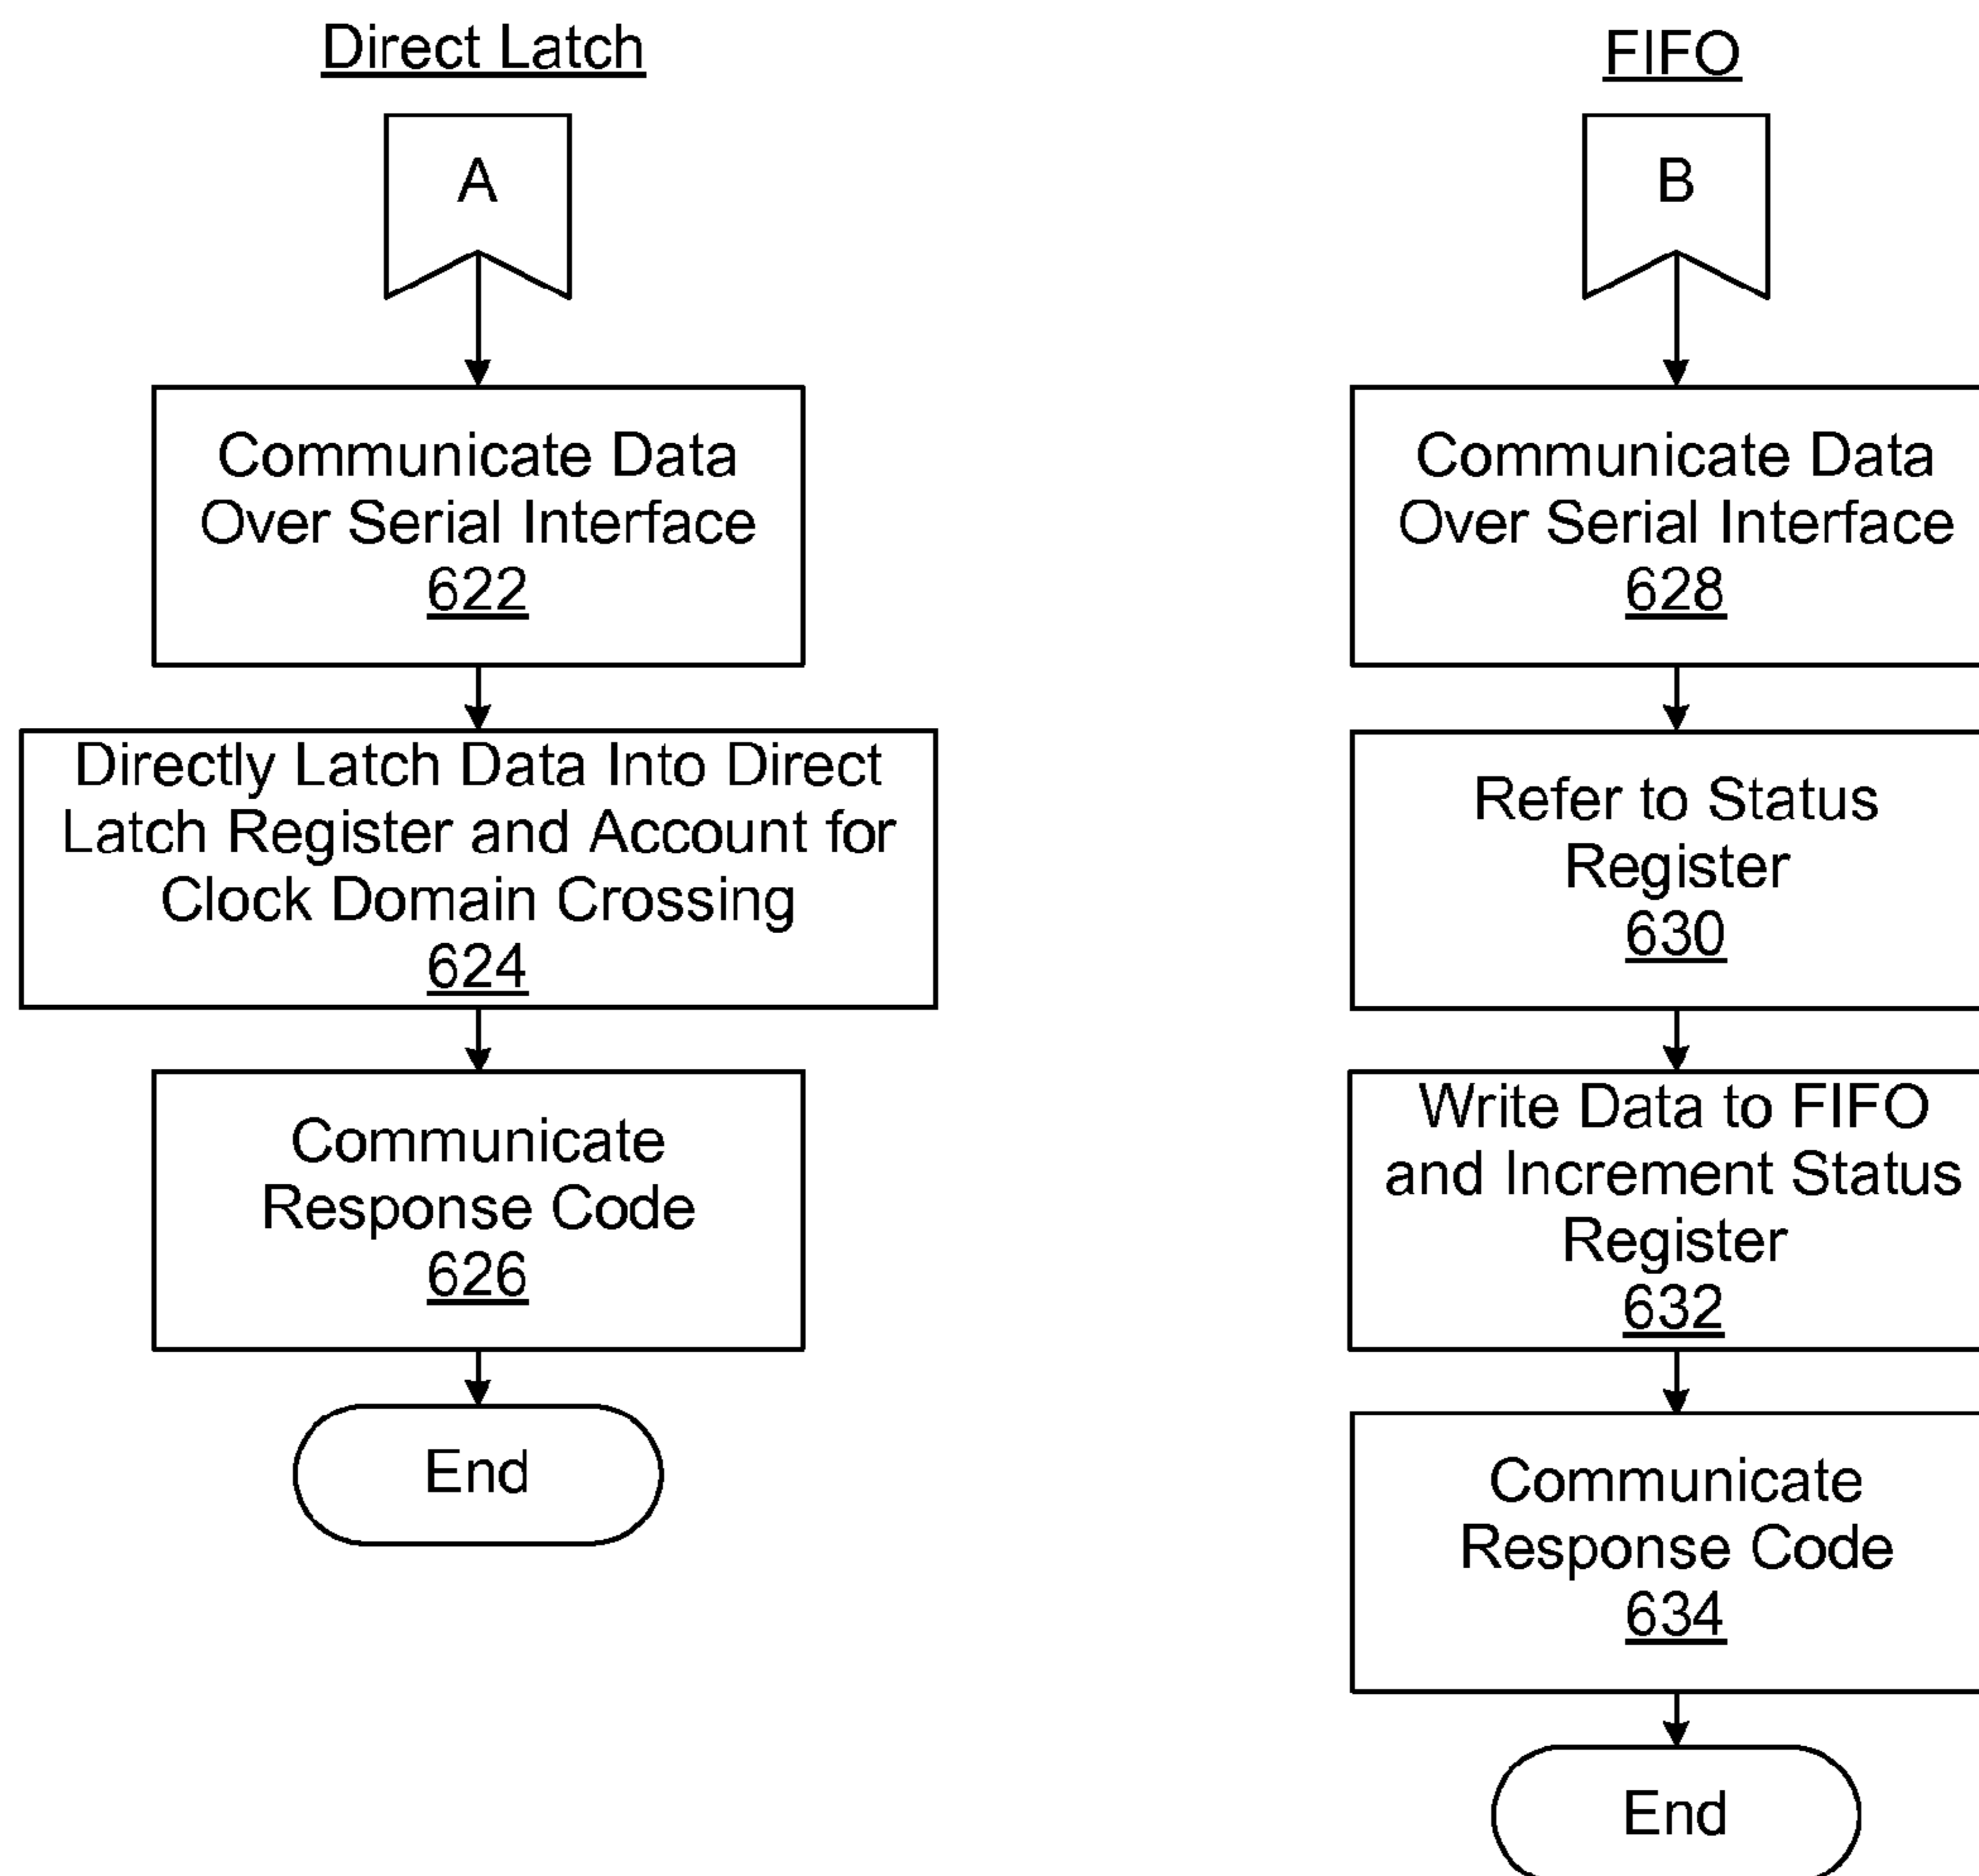 Direct Latch
A
Communicate Data
Over Serial Interface
622
Directly Latch Data Into Direct
Latch Register and Account for
Clock Domain Crossing
624
Communicate
Response Code
626
End
FIFO
B
Communicate Data
Over Serial Interface
628
Refer to Status
Register
630
Write Data to FIFO
and Increment Status
Register
632
Communicate
Response Code
634
End